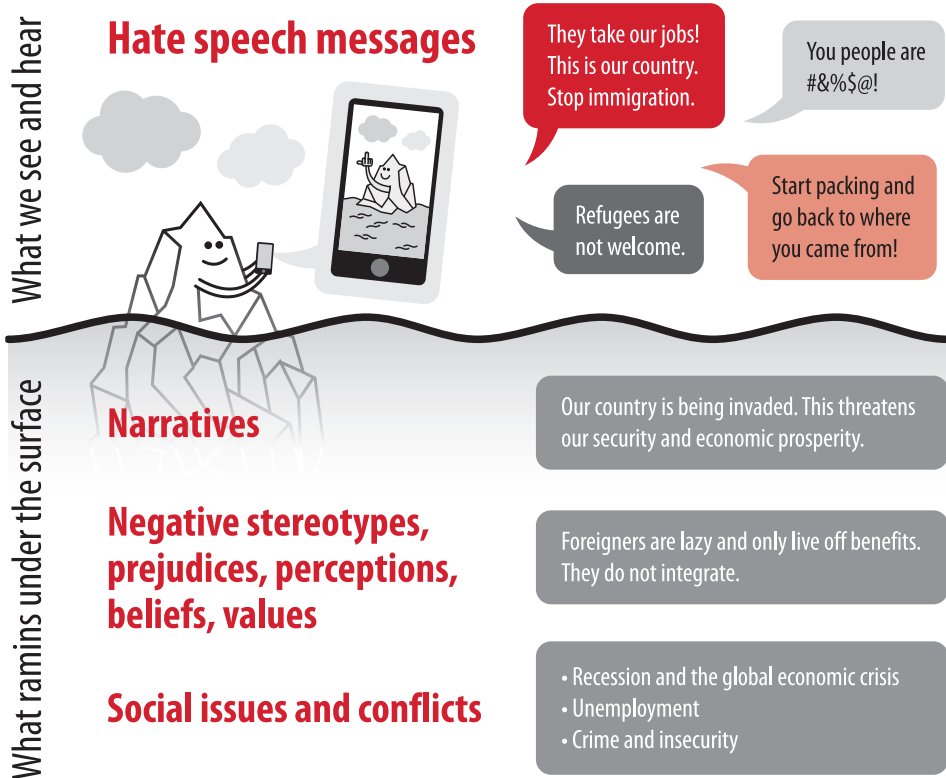 What we see and hear
Hate speech messages
They take our jobs!
This is our country.
Stop immigration.
You people are
#&%$@!
Refugees are
not welcome.
Start packing and
go back to where
you came from!
What ramins under the surface
Narratives
Our country is being invaded. This threatens
our security and economic prosperity.
Negative stereotypes,
prejudices, perceptions,
beliefs, values
Foreigners are lazy and only live off benefits.
They do not integrate.
Social issues and conflicts
• Recession and the global economic crisis
• Unemployment
• Crime and insecurity